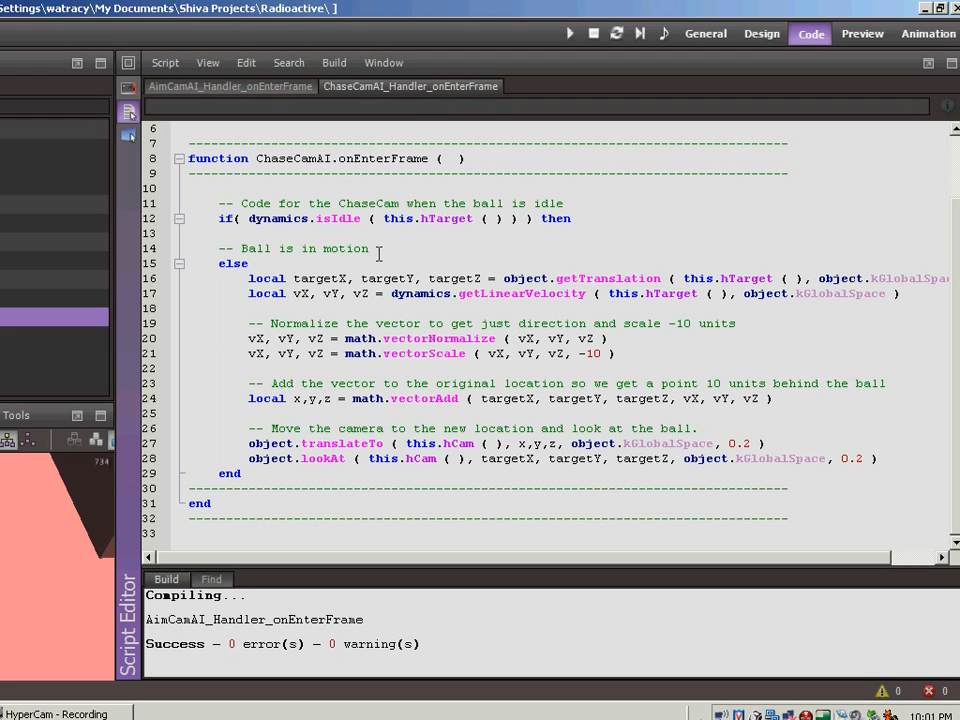 Settings\watracy\My Documents\Shiva Projects\Radioactive\ ]
General Design Code Preview Animation
Script View Edit Search Build Window
AimCamAI_Handler_onEnterFrame ChaseCamAI_Handler_onEnterFrame
6
7 --------------------------------------------------------------------------------
8 function ChaseCamAI.onEnterFrame ( )
9 --------------------------------------------------------------------------------
10
11 -- Code for the ChaseCam when the ball is idle
12 if( dynamics.isIdle ( this.hTarget ( ) ) ) then
13
14 -- Ball is in motion
15 else
16 local targetX, targetY, targetZ = object.getTranslation ( this.hTarget ( ), object.kGlobalSpa
17 local vX, vY, vZ = dynamics.getLinearVelocity ( this.hTarget ( ), object.kGlobalSpace )
18
19 -- Normalize the vector to get just direction and scale -10 units
20 vX, vY, vZ = math.vectorNormalize ( vX, vY, vZ )
21 vX, vY, vZ = math.vectorScale ( vX, vY, vZ, -10 )
22
23 -- Add the vector to the original location so we get a point 10 units behind the ball
24 local x,y,z = math.vectorAdd ( targetX, targetY, targetZ, vX, vY, vZ )
25
26 -- Move the camera to the new location and look at the ball.
27 object.translateTo ( this.hCam ( ), x,y,z, object.kGlobalSpace, 0.2 )
28 object.lookAt ( this.hCam ( ), targetX, targetY, targetZ, object.kGlobalSpace, 0.2 )
29 end
30 --------------------------------------------------------------------------------
31 end
32 --------------------------------------------------------------------------------
33
Tools
734
Script Editor
Build Find
Compiling...
AimCamAI_Handler_onEnterFrame
Success - 0 error(s) - 0 warning(s)
0 0
HyperCam - Recording
10:01 PM